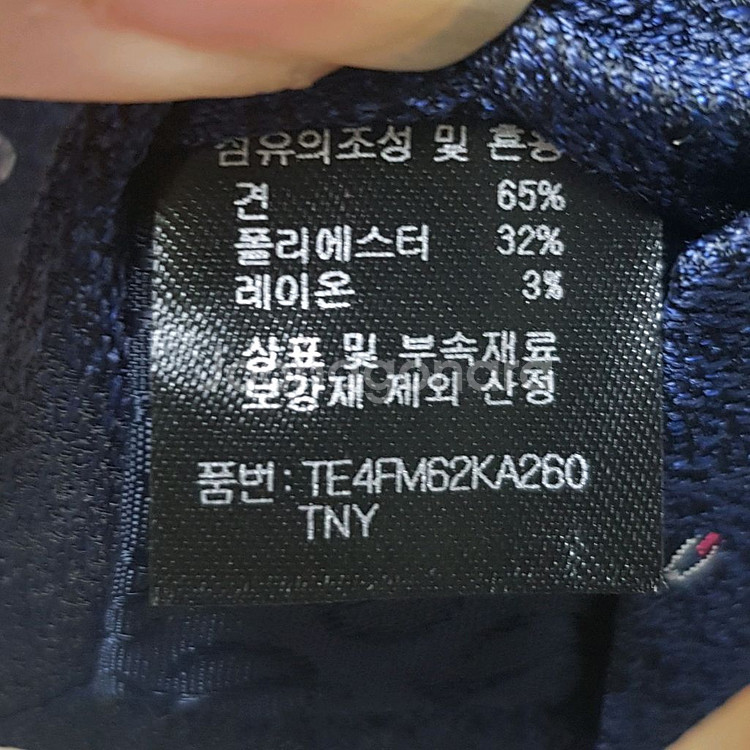 섬유의조성 및 혼용
견 65%
폴리에스터 32%
레이온 3%
상표 및 부속재료
보강재 제외 산정
품번: TE4FM62KA260
TNY